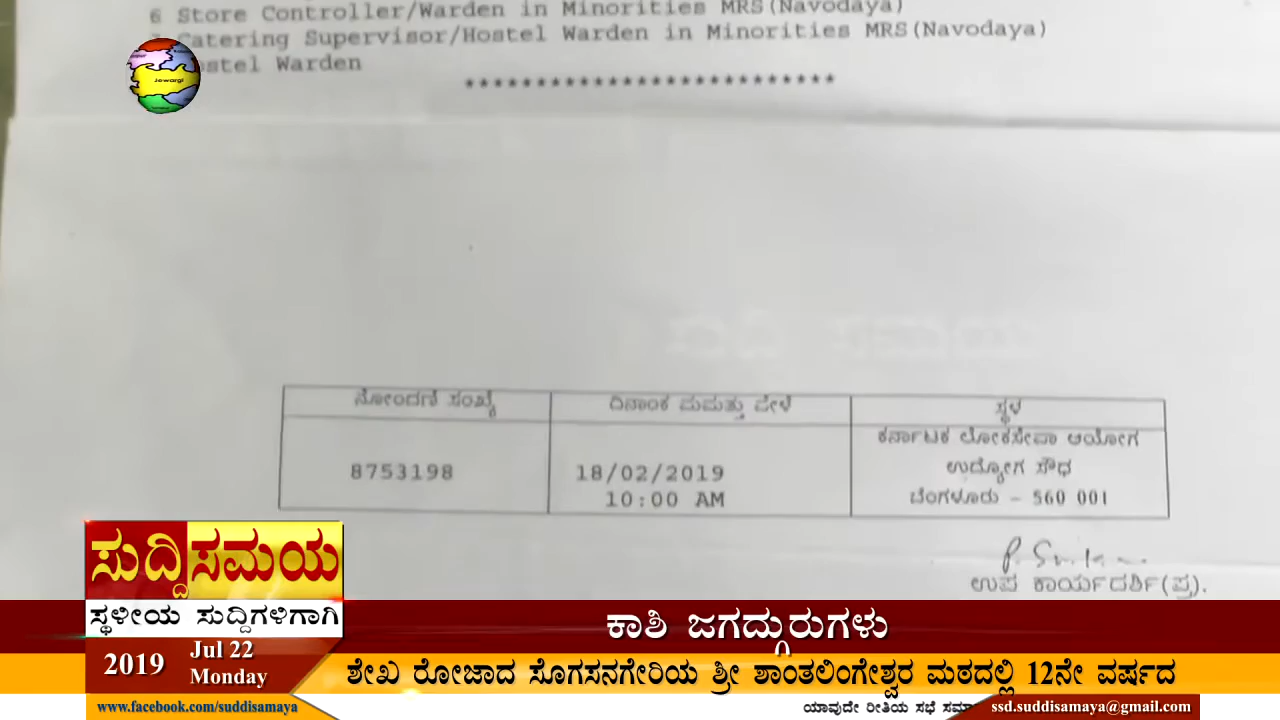 6 Store Controller/Warden in Minorities MRS(Navodaya)
Catering Supervisor/Hostel Warden in Minorities MRS(Navodaya)
Hostel Warden
**************************
Jewargi
ನೋಂದಣಿ ಸಂಖ್ಯೆ ದಿನಾಂಕ ಮತ್ತು ವೇಳೆ ಸ್ಥಳ
8753198 18/02/2019 10:00 AM
ಕರ್ನಾಟಕ ಲೋಕಸೇವಾ ಆಯೋಗ
ಉದ್ಯೋಗ ಸೌಧ
ಬೆಂಗಳೂರು - 560 001
ಉಪ ಕಾರ್ಯದರ್ಶಿ(ಪ್ರ).
ಸುದ್ದಿಸಮಯ
ಸ್ಥಳೀಯ ಸುದ್ದಿಗಳಿಗಾಗಿ
ಕಾಶಿ ಜಗದ್ಗುರುಗಳು
2019 Jul 22 Monday
ಶೇಖ ರೋಜಾದ ಸೊಗಸನಗೇರಿಯ ಶ್ರೀ ಶಾಂತಲಿಂಗೇಶ್ವರ ಮಠದಲ್ಲಿ 12ನೇ ವರ್ಷದ
www.facebook.com/suddisamaya
ಯಾವುದೇ ರೀತಿಯ ಸಭೆ
ssd.suddisamaya@gmail.com